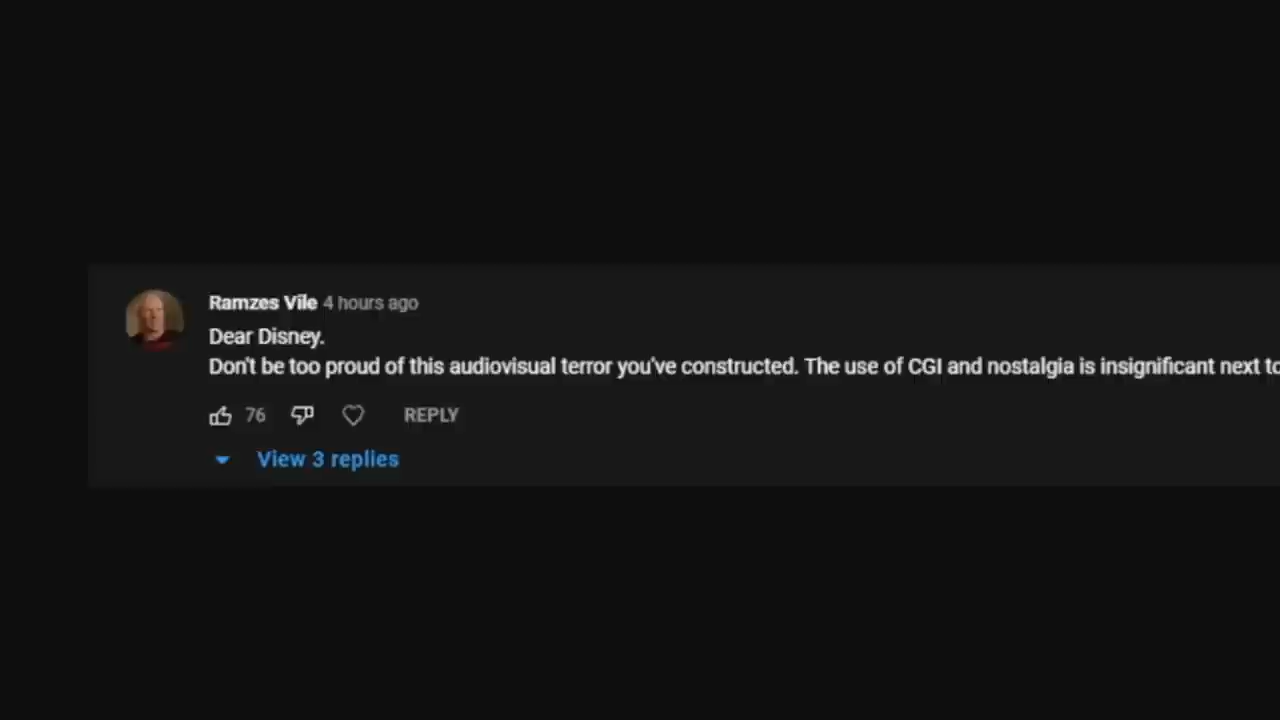 Ramzes Vile 4 hours ago
Dear Disney.
Don't be too proud of this audiovisual terror you've constructed. The use of CGI and nostalgia is insignificant next to
76 REPLY
View 3 replies